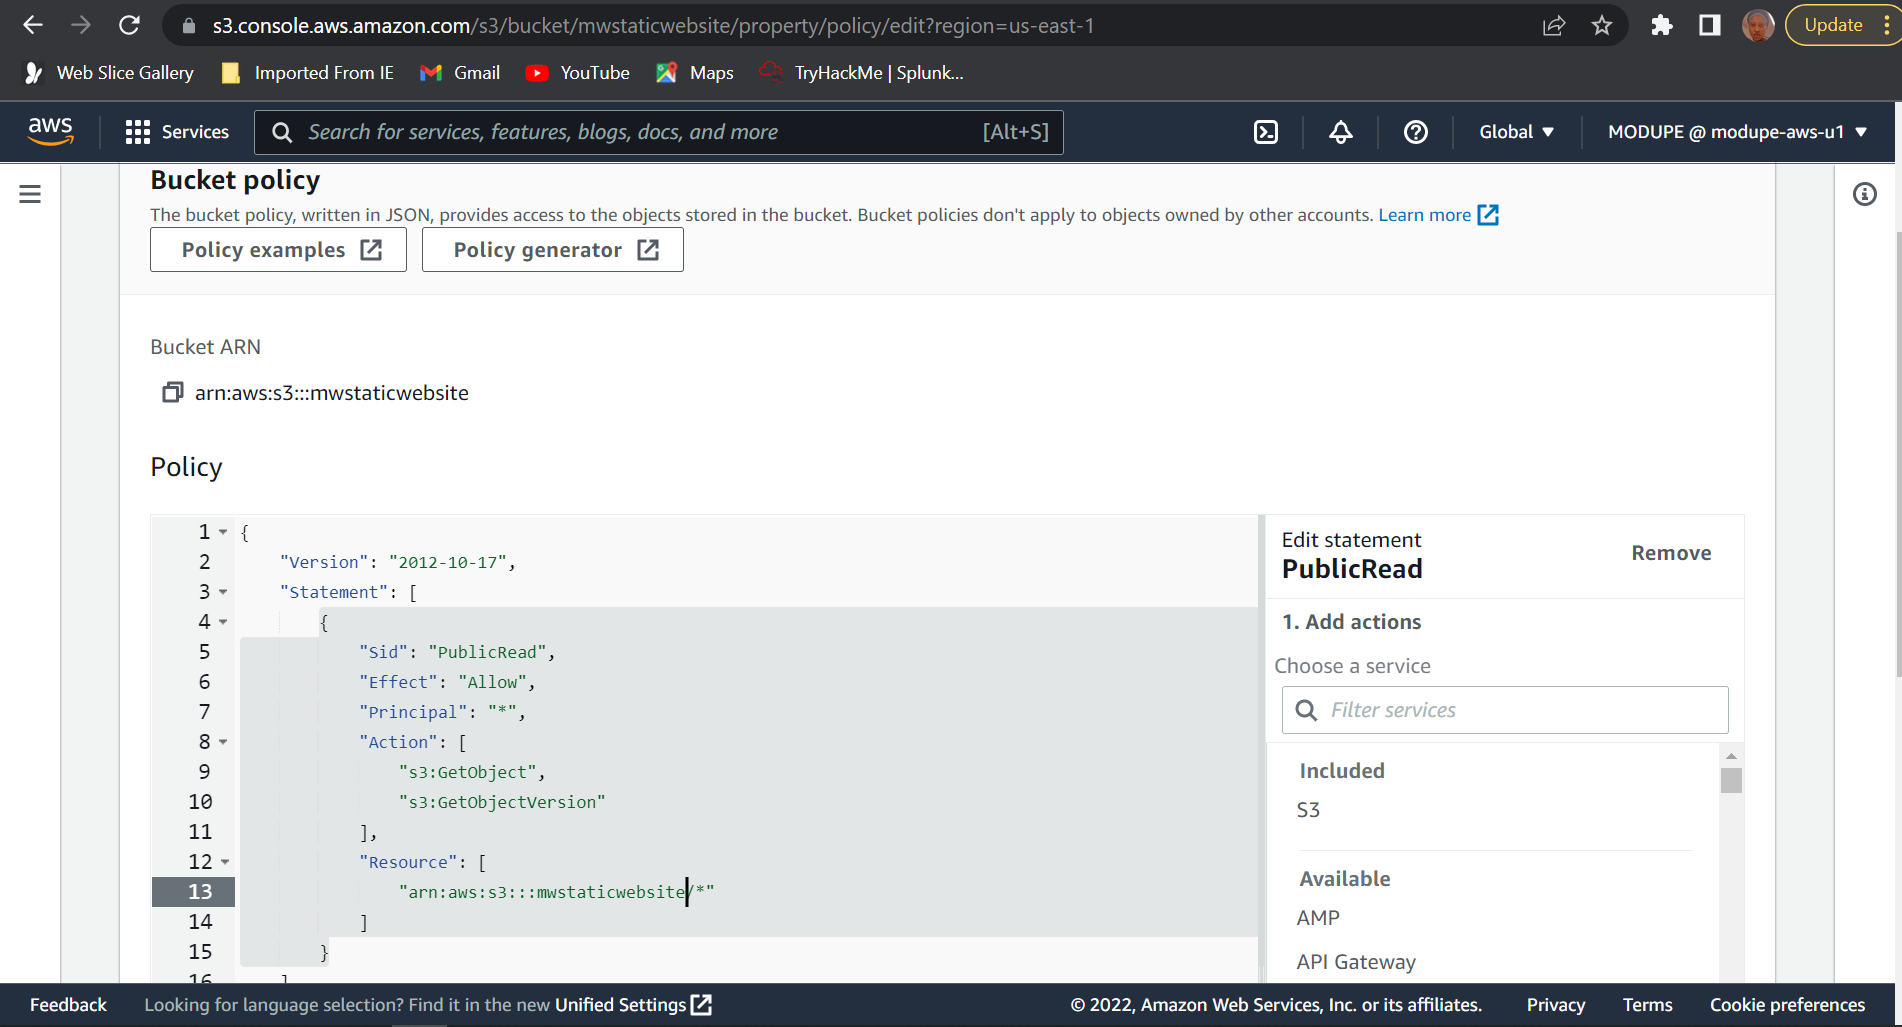 s3.console.aws.amazon.com/s3/bucket/mwstaticwebsite/property/policy/edit?region=us-east-1
Update
Web Slice Gallery Imported From IE Gmail YouTube Maps TryHackMe | Splunk...
aws Services Search for services, features, blogs, docs, and more [Alt+S] Global MODUPE @ modupe-aws-u1
Bucket policy
The bucket policy, written in JSON, provides access to the objects stored in the bucket. Bucket policies don't apply to objects owned by other accounts. Learn more
Policy examples Policy generator
Bucket ARN
arn:aws:s3:::mwstaticwebsite
Policy
1 {
2 "Version": "2012-10-17",
3 "Statement": [
4 {
5 "Sid": "PublicRead",
6 "Effect": "Allow",
7 "Principal": "*",
8 "Action": [
9 "s3:GetObject",
10 "s3:GetObjectVersion"
11 ],
12 "Resource": [
13 "arn:aws:s3:::mwstaticwebsite/*"
14 ]
15 }
16 ]
Edit statement
PublicRead
Remove
1. Add actions
Choose a service
Filter services
Included
S3
Available
AMP
API Gateway
Feedback Looking for language selection? Find it in the new Unified Settings © 2022, Amazon Web Services, Inc. or its affiliates. Privacy Terms Cookie preferences